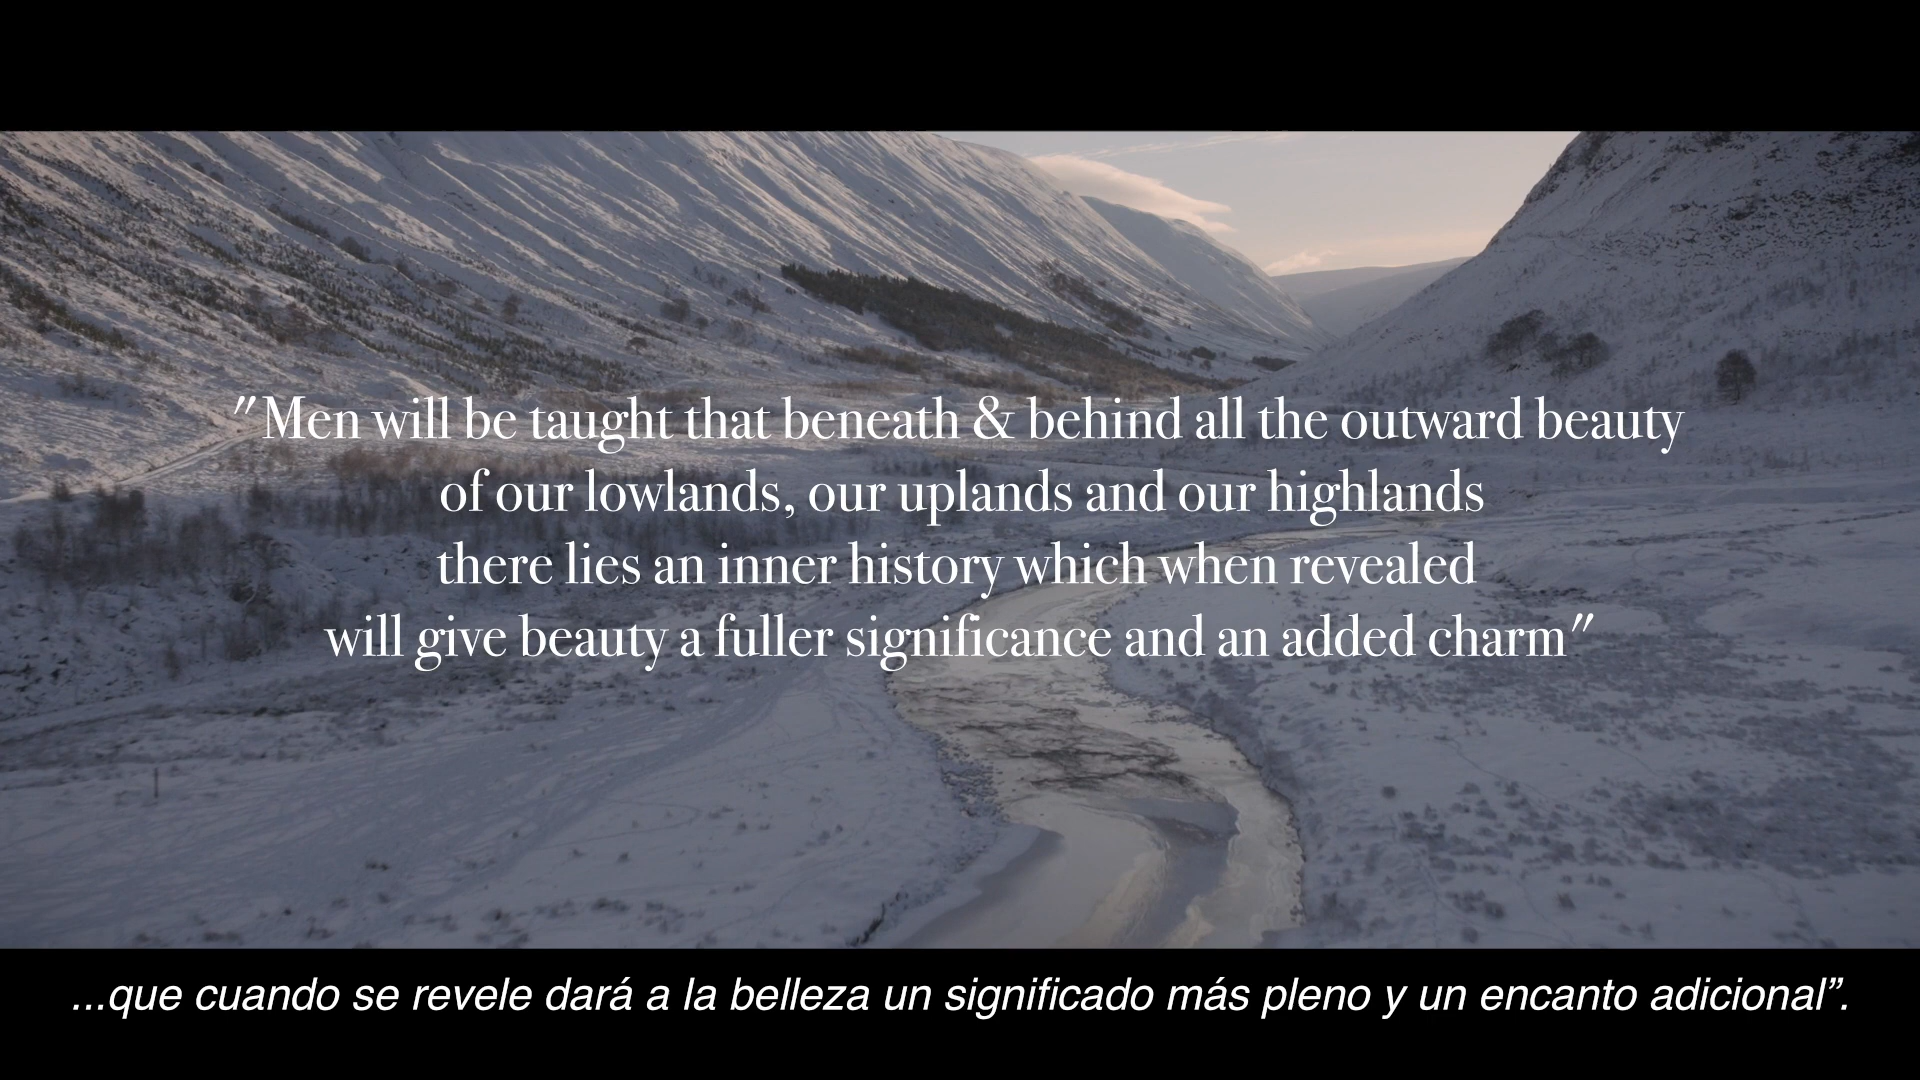 "Men will be taught that beneath & behind all the outward beauty
of our lowlands, our uplands and our highlands
there lies an inner history which when revealed
will give beauty a fuller significance and an added charm"
...que cuando se revele dará a la belleza un significado más pleno y un encanto adicional”.